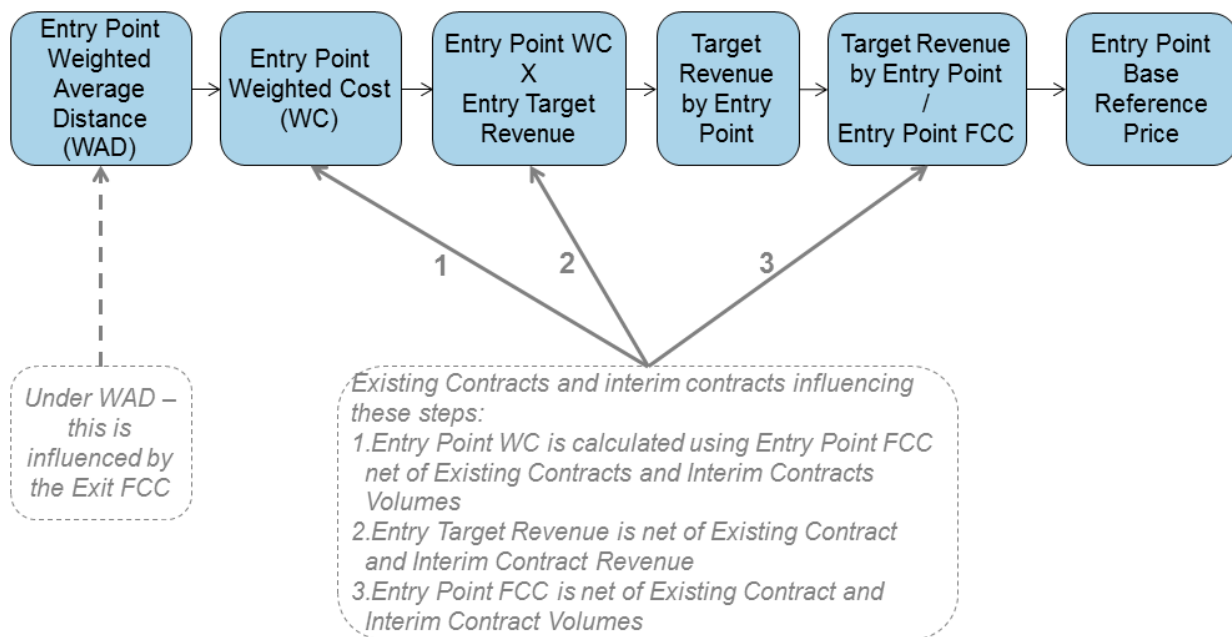 Entry Point
Weighted
Average
Distance
(WAD)
Entry Point
Weighted Cost
(WC)
Entry Point WC
X
Entry Target
Revenue
Target
Revenue
by Entry
Point
Target Revenue
by Entry Point
/
Entry Point FCC
Entry Point
Base
Reference
Price
1
2
3
Under WAD –
this is
influenced by
the Exit FCC
Existing Contracts and interim contracts influencing
these steps:
1.Entry Point WC is calculated using Entry Point FCC
net of Existing Contracts and Interim Contracts
Volumes
2.Entry Target Revenue is net of Existing Contract
and Interim Contract Revenue
3.Entry Point FCC is net of Existing Contract and
Interim Contract Volumes